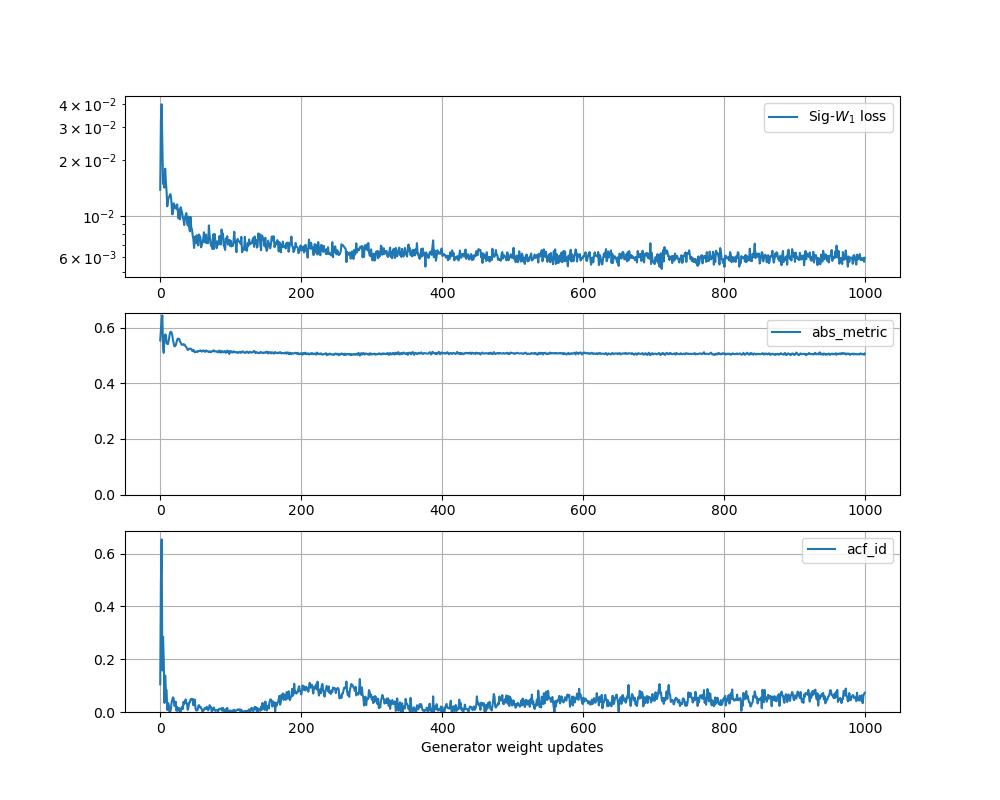 4 × 10⁻²
3 × 10⁻²
2 × 10⁻²
10⁻²
6 × 10⁻³
Sig-W₁ loss
0 200 400 600 800 1000
0.6
0.4
0.2
0.0
abs_metric
0 200 400 600 800 1000
0.6
0.4
0.2
0.0
acf_id
0 200 400 600 800 1000
Generator weight updates